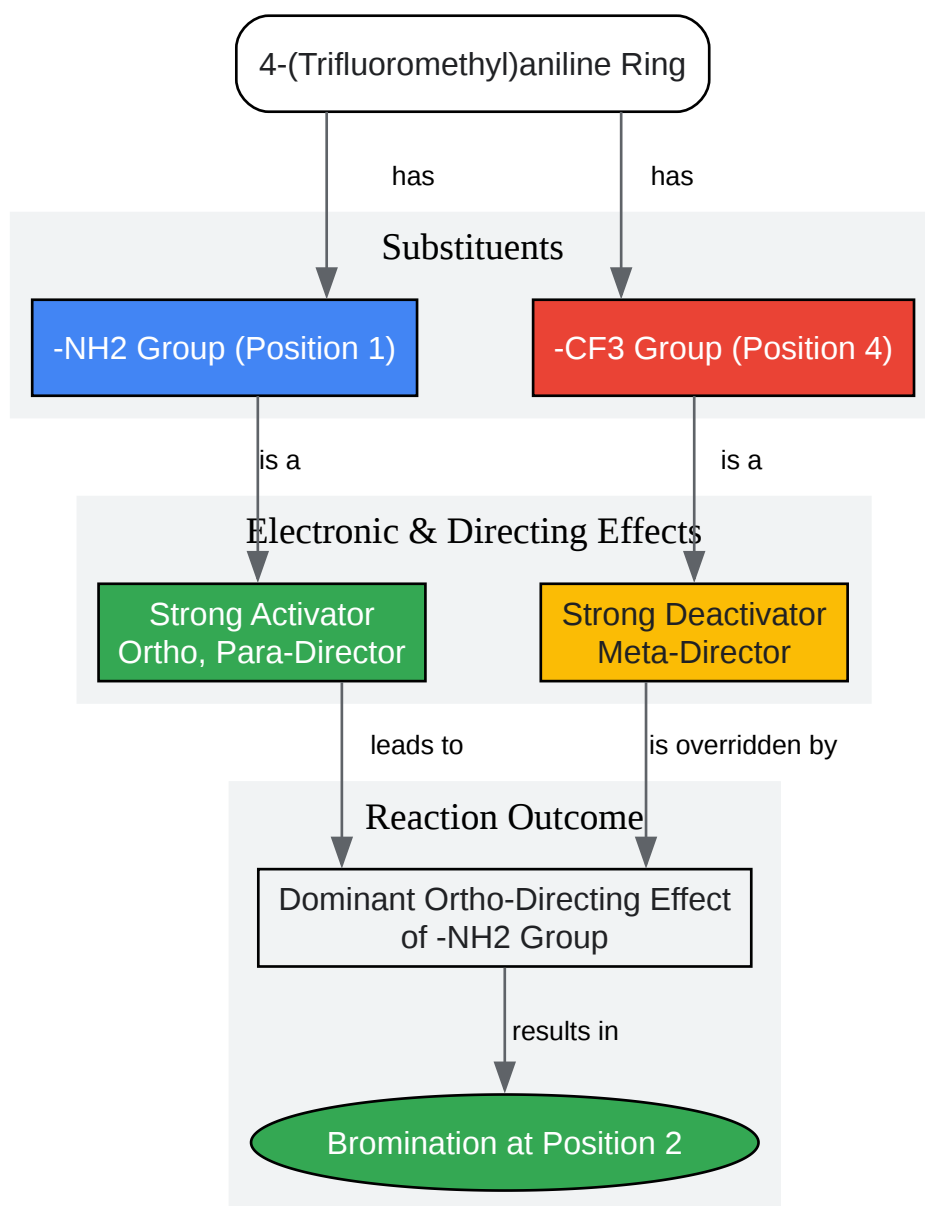 4-(Trifluoromethyl)aniline Ring
has
has
Substituents
-NH2 Group (Position 1)
-CF3 Group (Position 4)
is a
is a
Electronic & Directing Effects
Strong Activator
Ortho, Para-Director
Strong Deactivator
Meta-Director
leads to
is overridden by
Reaction Outcome
Dominant Ortho-Directing Effect
of -NH2 Group
results in
Bromination at Position 2